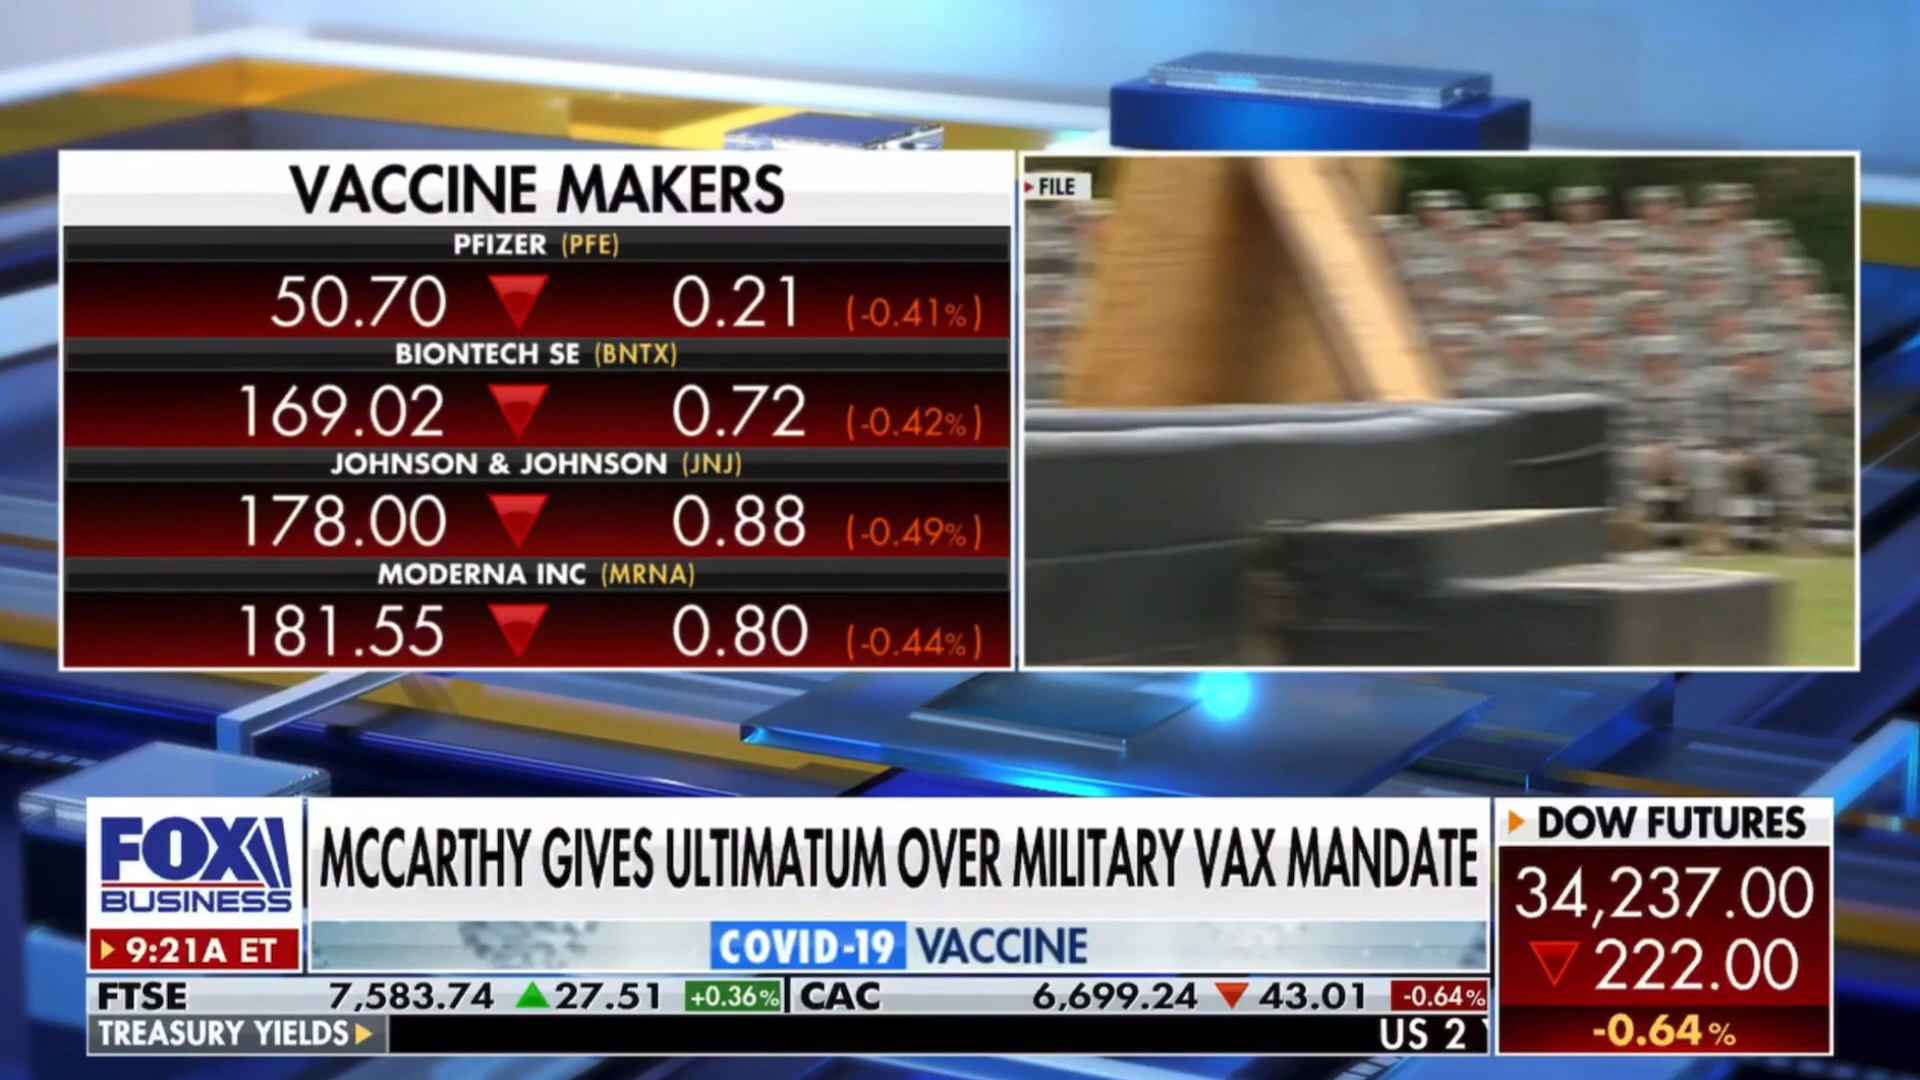 VACCINE MAKERS
PFIZER (PFE)
50.70 ▼ 0.21 (-0.41%)
BIONTECH SE (BNTX)
169.02 ▼ 0.72 (-0.42%)
JOHNSON & JOHNSON (JNJ)
178.00 ▼ 0.88 (-0.49%)
MODERNA INC (MRNA)
181.55 ▼ 0.80 (-0.44%)
FILE
FOX
BUSINESS
9:21A ET
MCCARTHY GIVES ULTIMATUM OVER MILITARY VAX MANDATE
COVID-19 VACCINE
FTSE 7,583.74 ▲ 27.51 +0.36% CAC 6,699.24 ▼ 43.01 -0.64%
TREASURY YIELDS US 2
DOW FUTURES
34,237.00
▼ 222.00
-0.64%